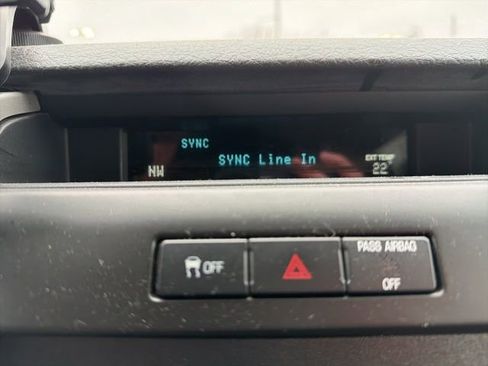 SYNC
SYNC Line In
NW
EXT TEMP
22°
OFF
PASS AIRBAG
OFF